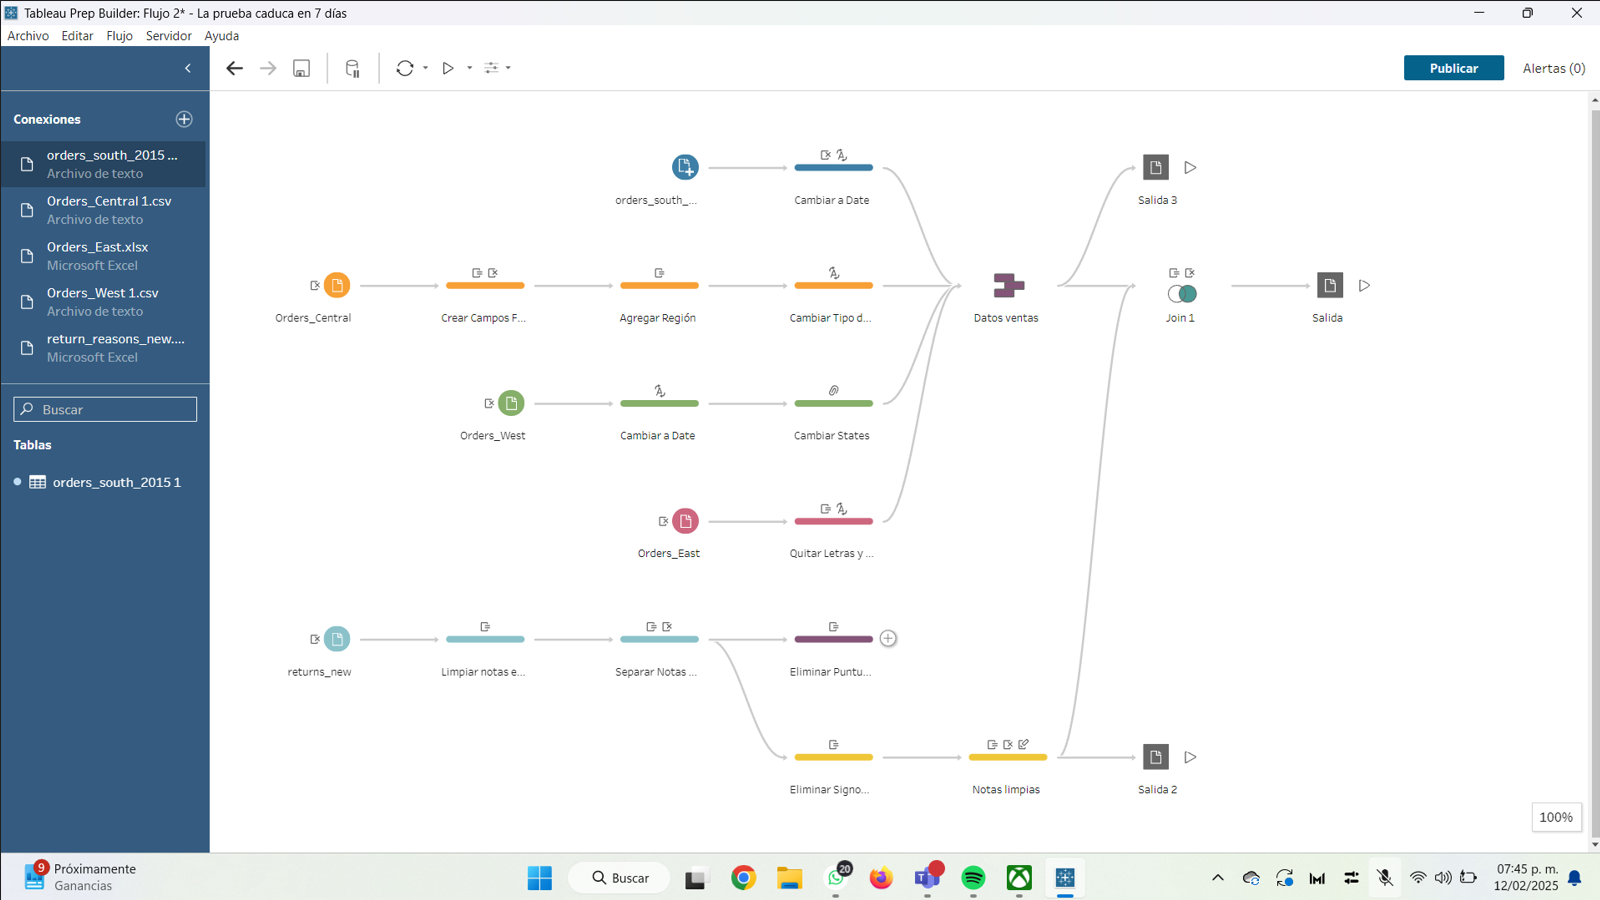 Tableau Prep Builder: Flujo 2* - La prueba caduca en 7 días
Archivo Editar Flujo Servidor Ayuda
Publicar
Alertas (0)
Conexiones
orders_south_2015 ...
Archivo de texto
Orders_Central 1.csv
Archivo de texto
Orders_East.xlsx
Microsoft Excel
Orders_West 1.csv
Archivo de texto
return_reasons_new....
Microsoft Excel
Buscar
Tablas
orders_south_2015 1
orders_south_...
Cambiar a Date
Salida 3
Orders_Central
Crear Campos F...
Agregar Región
Cambiar Tipo d...
Datos ventas
Join 1
Salida
Orders_West
Cambiar a Date
Cambiar States
Orders_East
Quitar Letras y ...
returns_new
Limpiar notas e...
Separar Notas ...
Eliminar Puntu...
Eliminar Signo...
Notas limpias
Salida 2
100%
9
Próximamente
Ganancias
Buscar
20
07:45 p. m.
12/02/2025